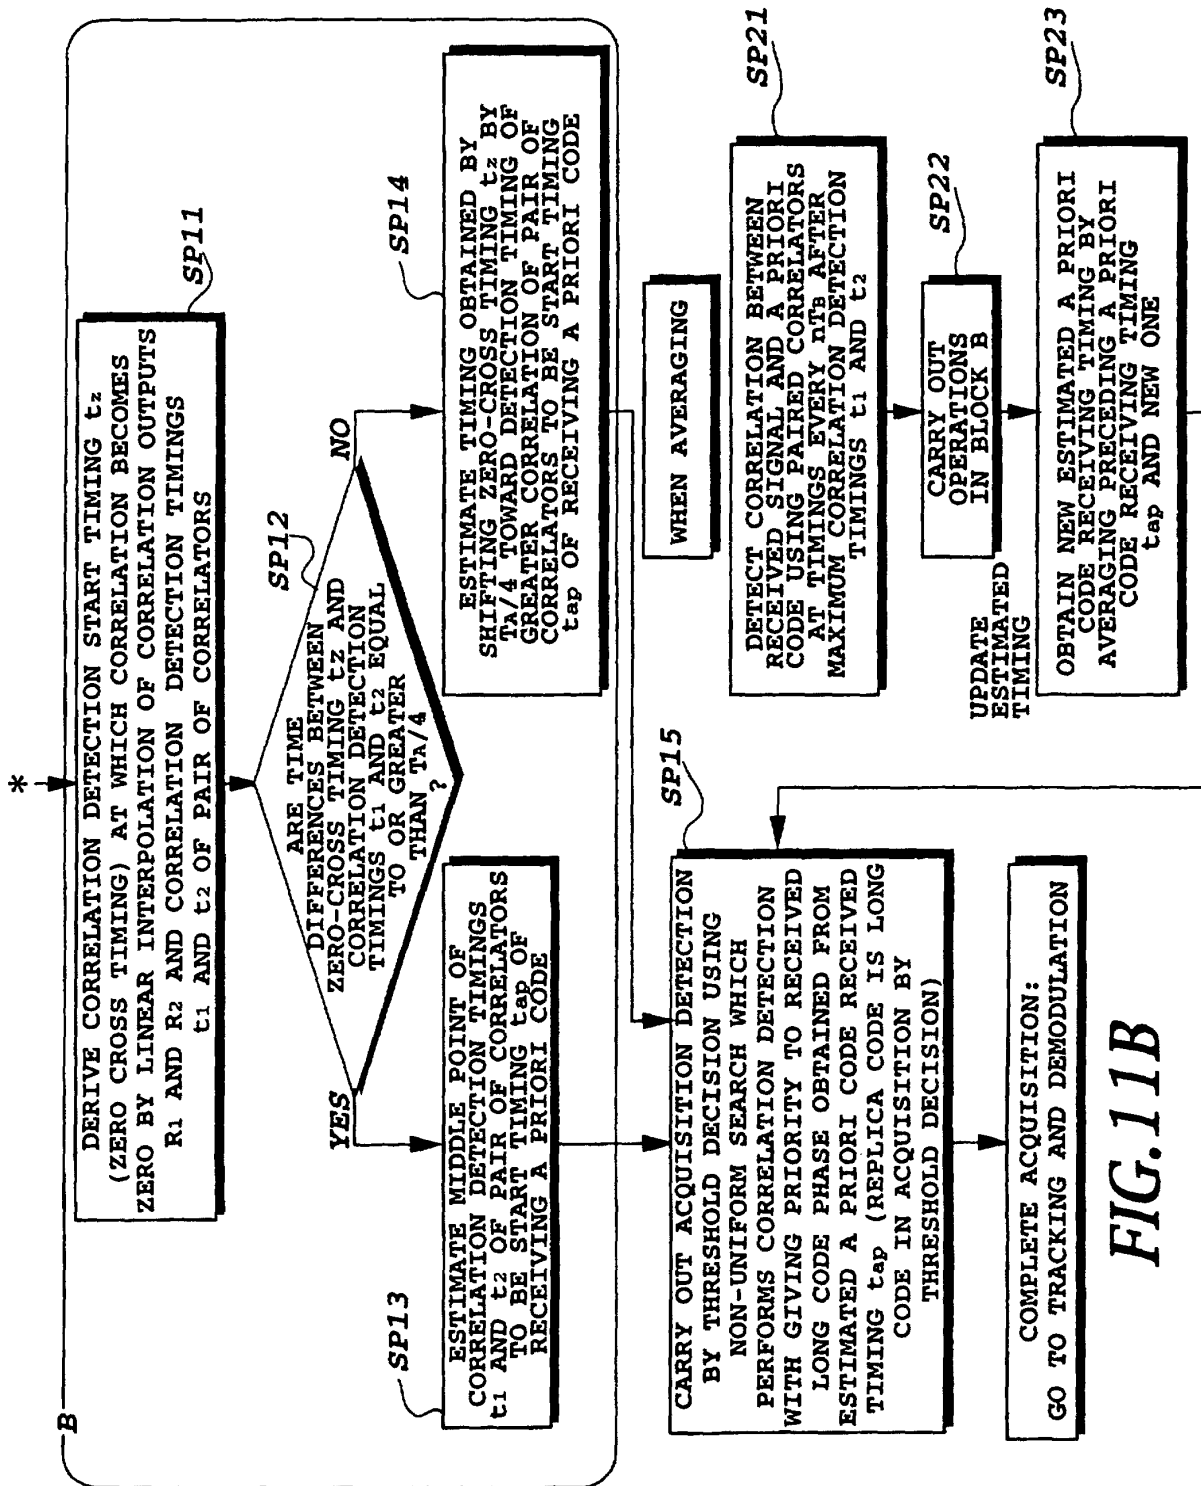 *
B
DERIVE CORRELATION DETECTION START TIMING tz
(ZERO CROSS TIMING) AT WHICH CORRELATION BECOMES
ZERO BY LINEAR INTERPOLATION OF CORRELATION OUTPUTS
R1 AND R2 AND CORRELATION DETECTION TIMINGS
t1 AND t2 OF PAIR OF CORRELATORS
SP11
SP12
ARE TIME
DIFFERENCES BETWEEN
ZERO-CROSS TIMING tz AND
CORRELATION DETECTION
TIMINGS t1 AND t2 EQUAL
TO OR GREATER
THAN TA/4
?
YES
NO
SP13
ESTIMATE MIDDLE POINT OF
CORRELATION DETECTION TIMINGS
t1 AND t2 OF PAIR OF CORRELATORS
TO BE START TIMING tap OF
RECEIVING A PRIORI CODE
SP14
ESTIMATE TIMING OBTAINED BY
SHIFTING ZERO-CROSS TIMING tz BY
TA/4 TOWARD DETECTION TIMING OF
GREATER CORRELATION OF PAIR OF
CORRELATORS TO BE START TIMING
tap OF RECEIVING A PRIORI CODE
SP15
CARRY OUT ACQUISITION DETECTION
BY THRESHOLD DECISION USING
NON-UNIFORM SEARCH WHICH
PERFORMS CORRELATION DETECTION
WITH GIVING PRIORITY TO RECEIVED
LONG CODE PHASE OBTAINED FROM
ESTIMATED A PRIORI CODE RECEIVED
TIMING tap (REPLICA CODE IS LONG
CODE IN ACQUISITION BY
THRESHOLD DECISION)
COMPLETE ACQUISITION:
GO TO TRACKING AND DEMODULATION
WHEN AVERAGING
SP21
DETECT CORRELATION BETWEEN
RECEIVED SIGNAL AND A PRIORI
CODE USING PAIRED CORRELATORS
AT TIMINGS EVERY nTB AFTER
MAXIMUM CORRELATION DETECTION
TIMINGS t1 AND t2
SP22
CARRY OUT
OPERATIONS
IN BLOCK B
UPDATE
ESTIMATED
TIMING
SP23
OBTAIN NEW ESTIMATED A PRIORI
CODE RECEIVING TIMING BY
AVERAGING PRECEDING A PRIORI
CODE RECEIVING TIMING
tap AND NEW ONE
FIG.11B